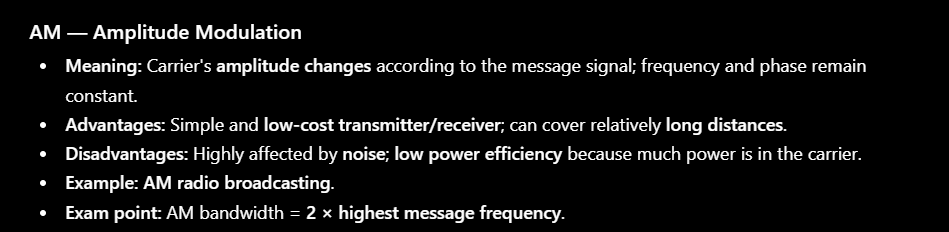 AM — Amplitude Modulation
• Meaning: Carrier's amplitude changes according to the message signal; frequency and phase remain
constant.
• Advantages: Simple and low-cost transmitter/receiver; can cover relatively long distances.
• Disadvantages: Highly affected by noise; low power efficiency because much power is in the carrier.
• Example: AM radio broadcasting.
• Exam point: AM bandwidth = 2 × highest message frequency.